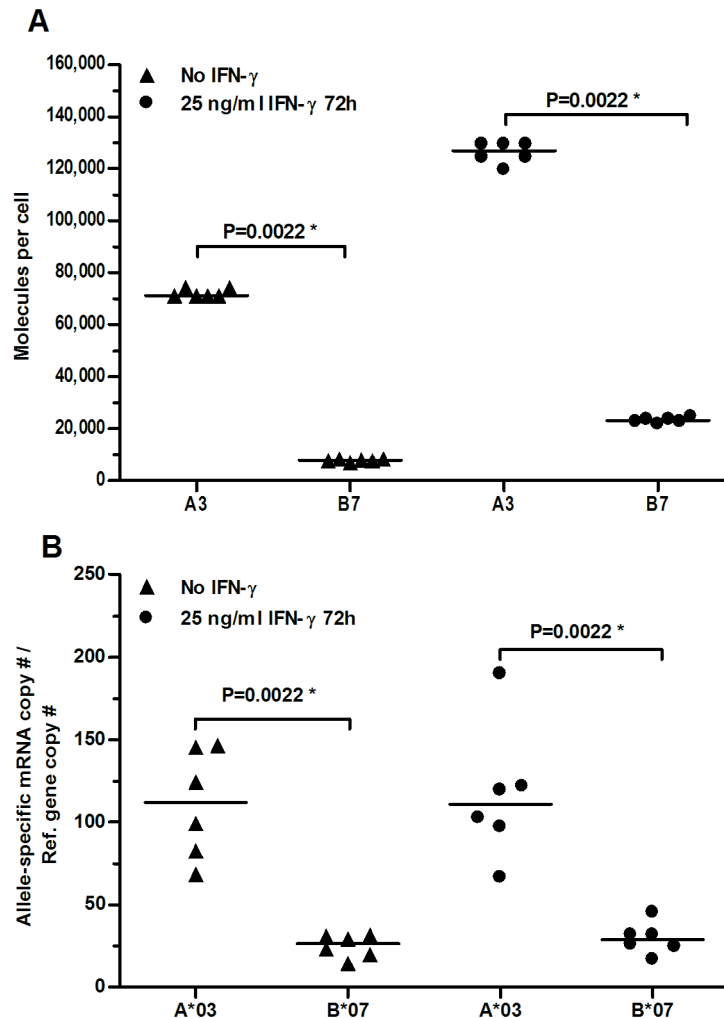 A
160,000
140,000
120,000
100,000
80,000
60,000
40,000
20,000
0
Molecules per cell
No IFN-γ
25 ng/ml IFN-γ 72h
P=0.0022 *
P=0.0022 *
A3
B7
A3
B7
B
250
200
150
100
50
0
Allele-specific mRNA copy # /
Ref. gene copy #
No IFN-γ
25 ng/ml IFN-γ 72h
P=0.0022 *
P=0.0022 *
A*03
B*07
A*03
B*07